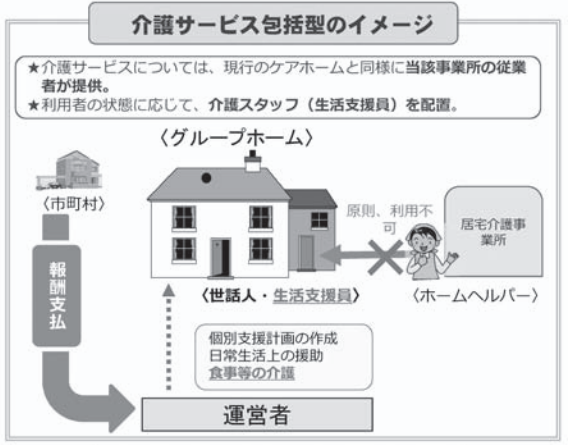 介護サービス包括型のイメージ
★介護サービスについては、現行のケアホームと同様に当該事業所の従業
者が提供。
★利用者の状態に応じて、介護スタッフ（生活支援員）を配置。
〈グループホーム〉
〈市町村〉
原則、利用不
可
居宅介護事
業所
報酬支払
〈世話人・生活支援員〉
〈ホームヘルパー〉
個別支援計画の作成
日常生活上の援助
食事等の介護
運営者